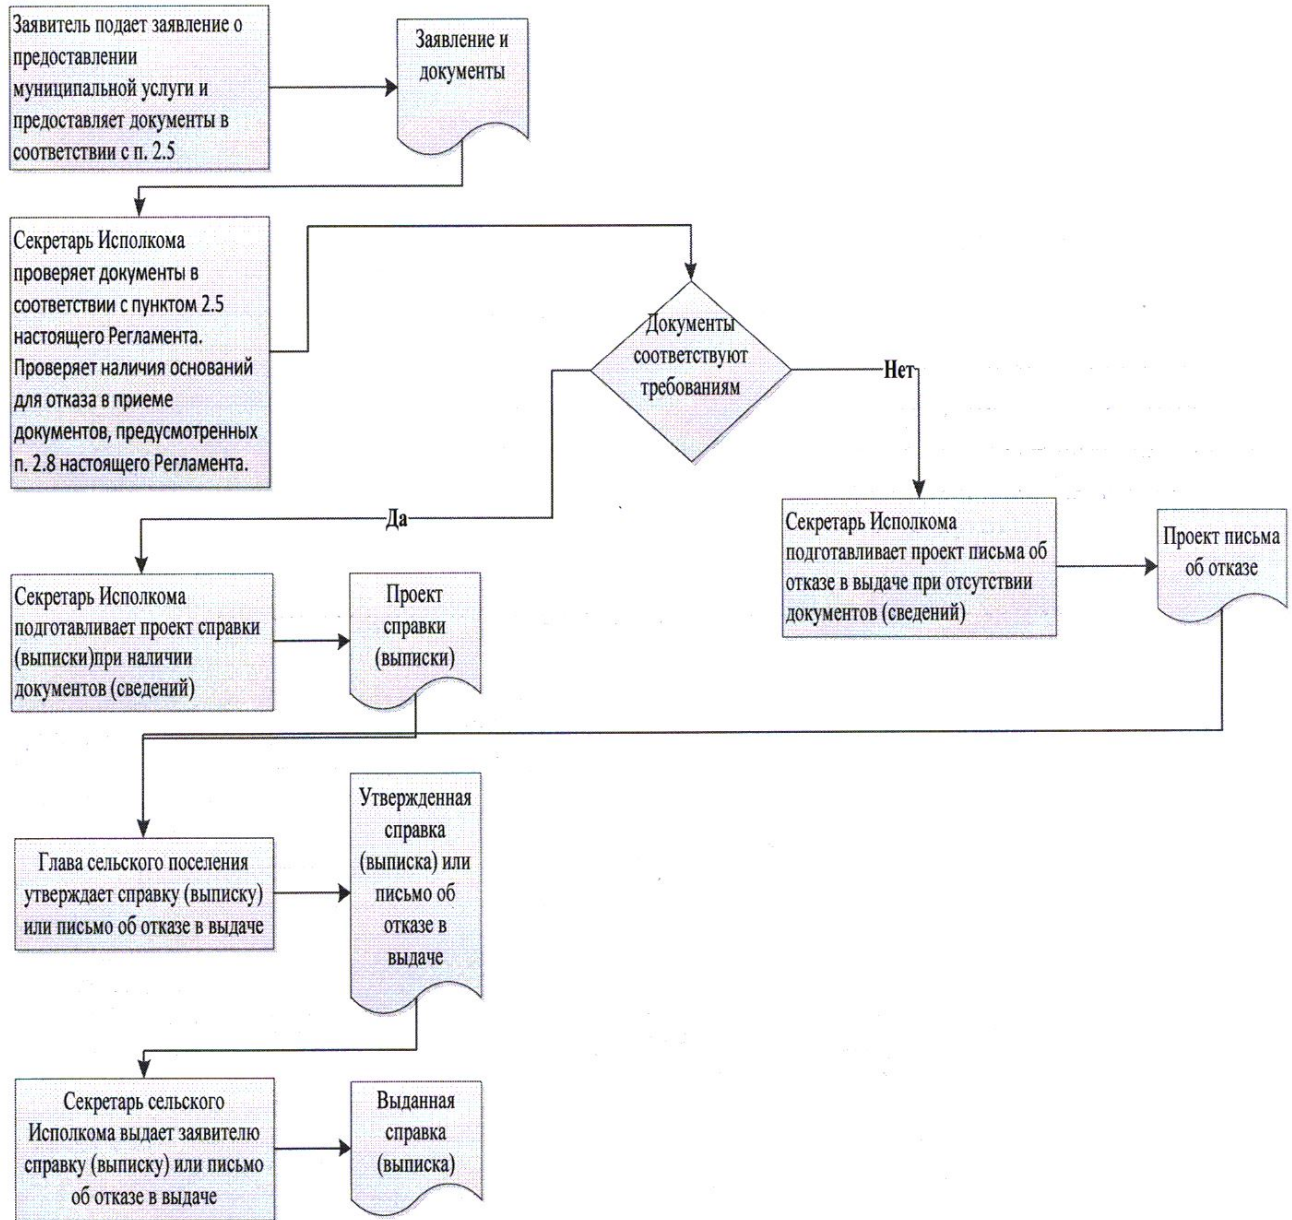 Заявитель подает заявление о
предоставлении
муниципальной услуги и
предоставляет документы в
соответствии с п. 2.5
Заявление и
документы
Секретарь Исполкома
проверяет документы в
соответствии с пунктом 2.5
настоящего Регламента.
Проверяет наличия оснований
для отказа в приеме
документов, предусмотренных
п. 2.8 настоящего Регламента.
Документы
соответствуют
требованиям
Нет
Да
Секретарь Исполкома
подготавливает проект письма об
отказе в выдаче при отсутствии
документов (сведений)
Проект письма
об отказе
Секретарь Исполкома
подготавливает проект справки
(выписки)при наличии
документов (сведений)
Проект
справки
(выписки)
Глава сельского поселения
утверждает справку (выписку)
или письмо об отказе в выдаче
Утвержденная
справка
(выписка) или
письмо об
отказе в
выдаче
Секретарь сельского
Исполкома выдает заявителю
справку (выписку) или письмо
об отказе в выдаче
Выданная
справка
(выписка)